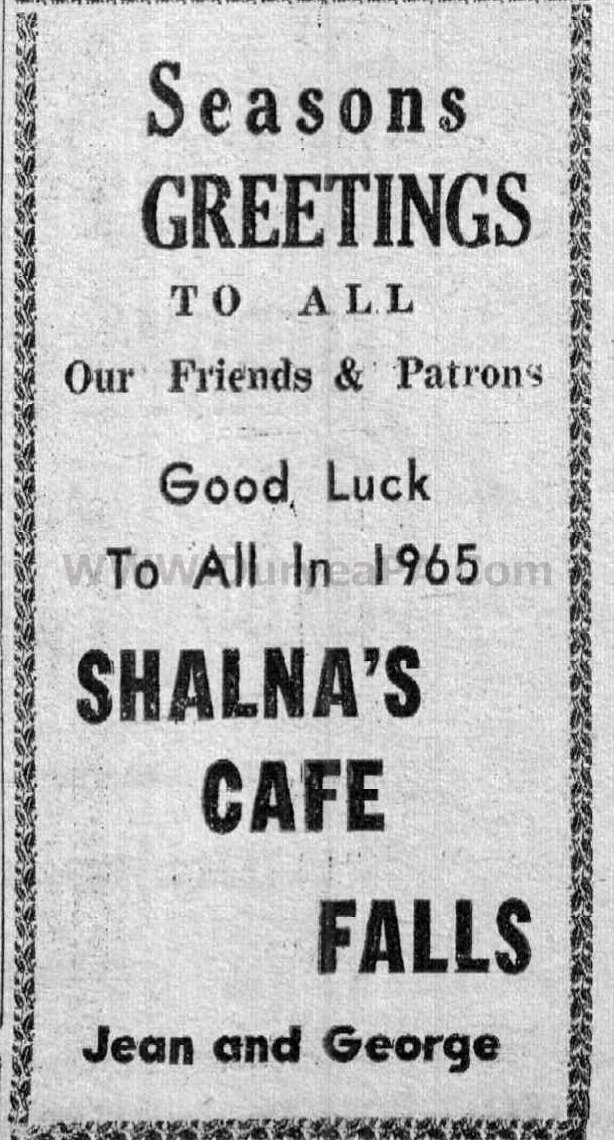 Seasons
GREETINGS
TO ALL
Our Friends & Patrons
Good Luck
To All In 1965
SHALNA'S
CAFE
FALLS
Jean and George